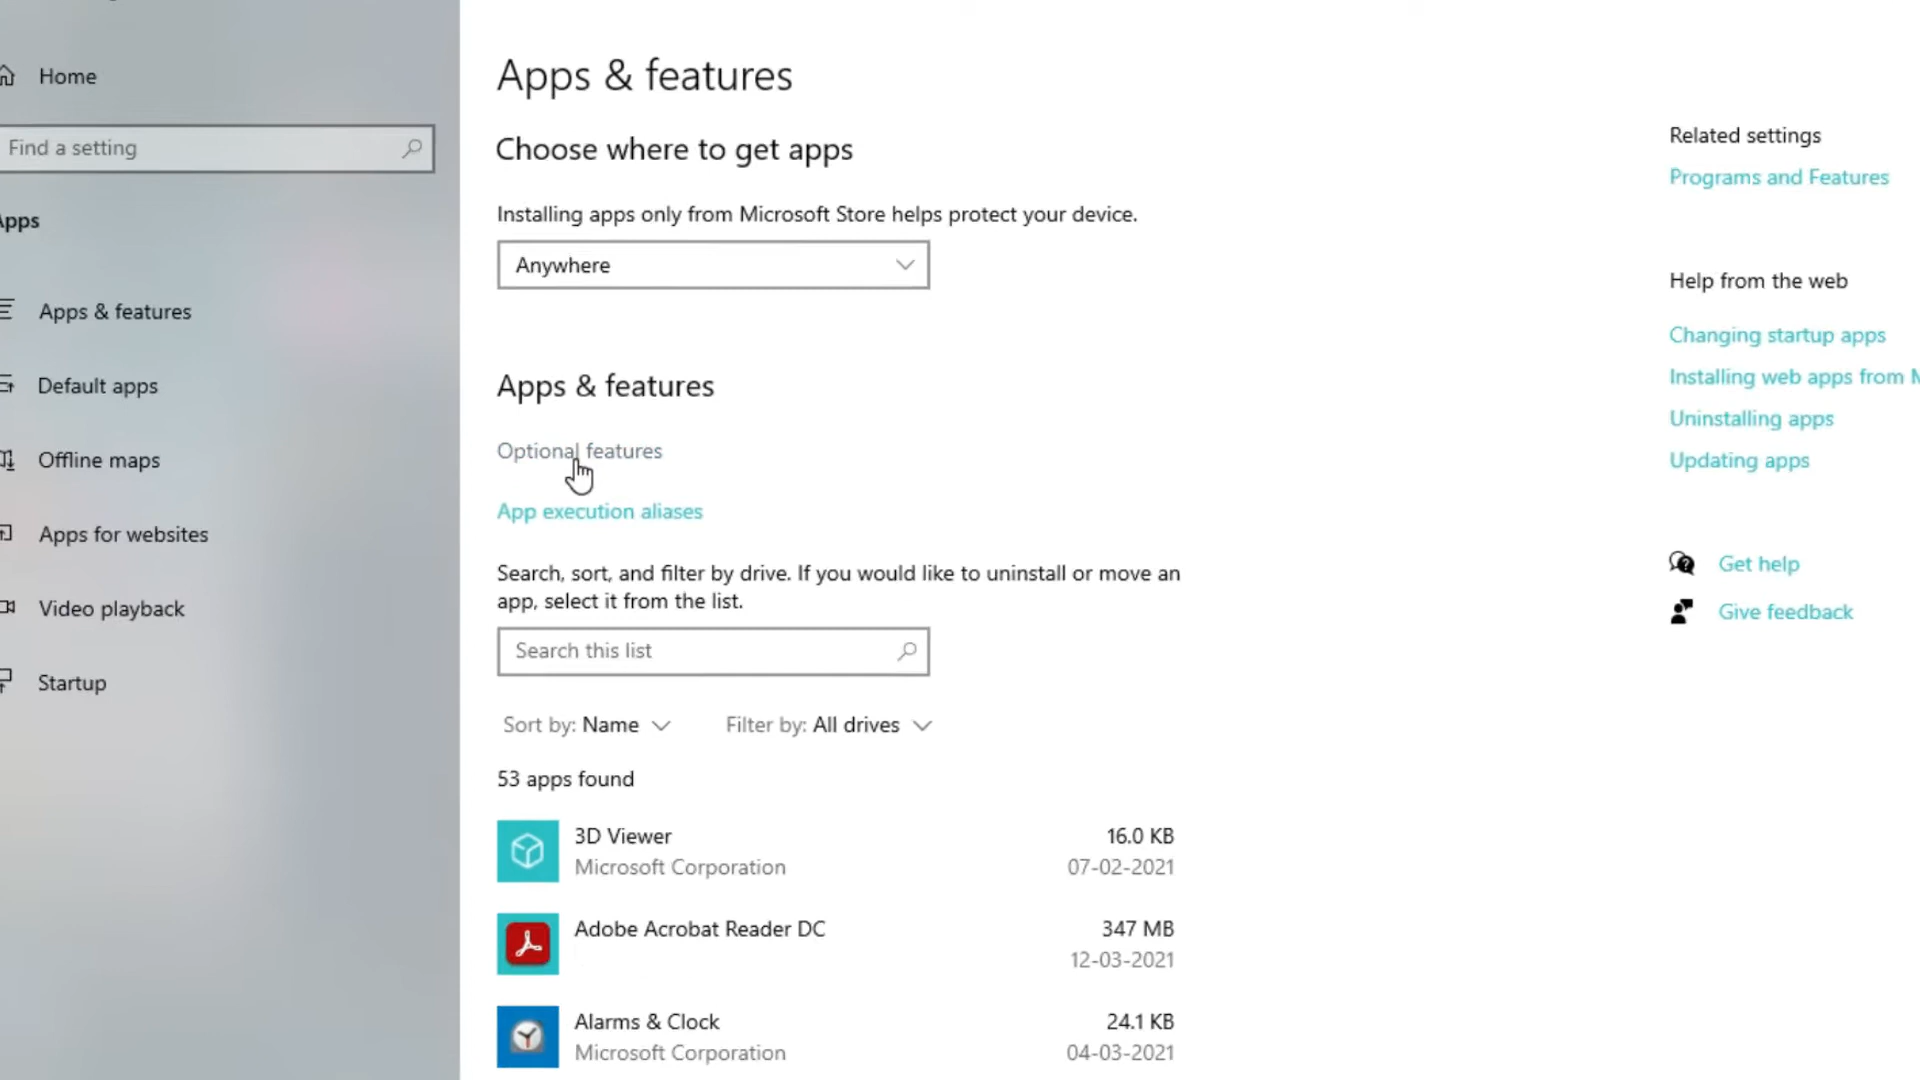 Home
Find a setting
Apps
Apps & features
Default apps
Offline maps
Apps for websites
Video playback
Startup
Apps & features
Choose where to get apps
Installing apps only from Microsoft Store helps protect your device.
Anywhere
Apps & features
Optional features
App execution aliases
Search, sort, and filter by drive. If you would like to uninstall or move an
app, select it from the list.
Search this list
Sort by: Name Filter by: All drives
53 apps found
3D Viewer 16.0 KB
Microsoft Corporation 07-02-2021
Adobe Acrobat Reader DC 347 MB
12-03-2021
Alarms & Clock 24.1 KB
Microsoft Corporation 04-03-2021
Related settings
Programs and Features
Help from the web
Changing startup apps
Installing web apps from
Uninstalling apps
Updating apps
Get help
Give feedback